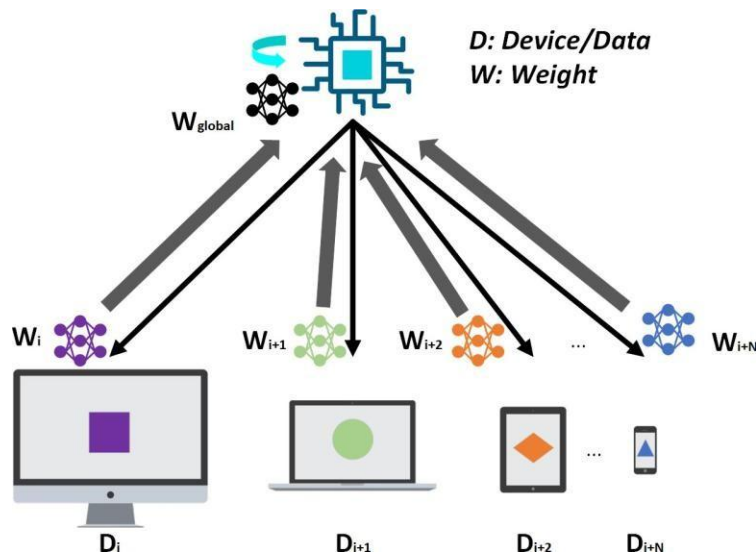 D: Device/Data
W: Weight
Wglobal
Wi
Wi+1
Wi+2
...
Wi+N
...
Di
Di+1
Di+2
Di+N